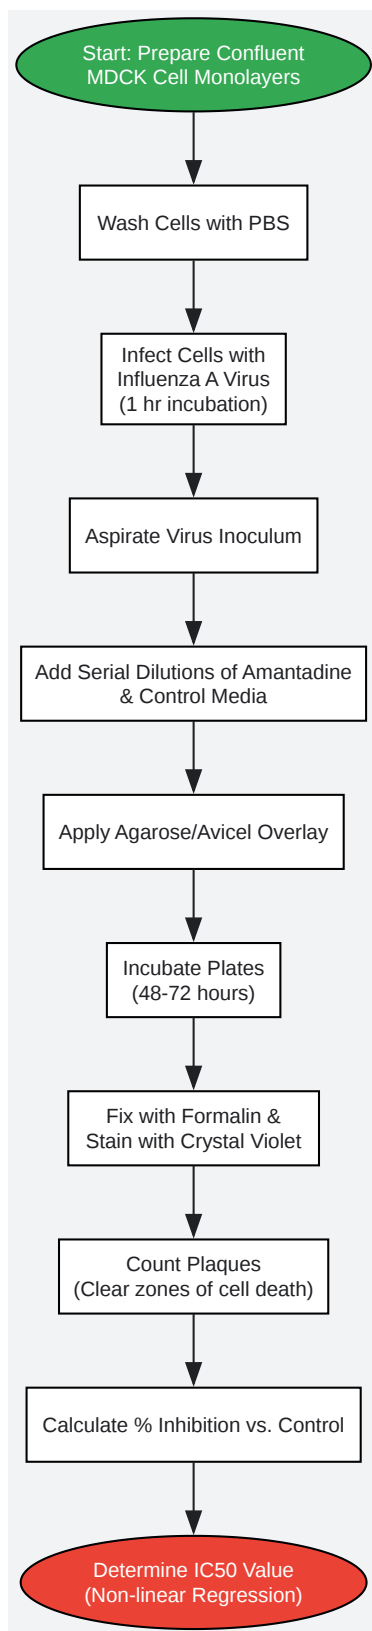 Start: Prepare Confluent
MDCK Cell Monolayers
Wash Cells with PBS
Infect Cells with
Influenza A Virus
(1 hr incubation)
Aspirate Virus Inoculum
Add Serial Dilutions of Amantadine
& Control Media
Apply Agarose/Avicel Overlay
Incubate Plates
(48-72 hours)
Fix with Formalin &
Stain with Crystal Violet
Count Plaques
(Clear zones of cell death)
Calculate % Inhibition vs. Control
Determine IC50 Value
(Non-linear Regression)